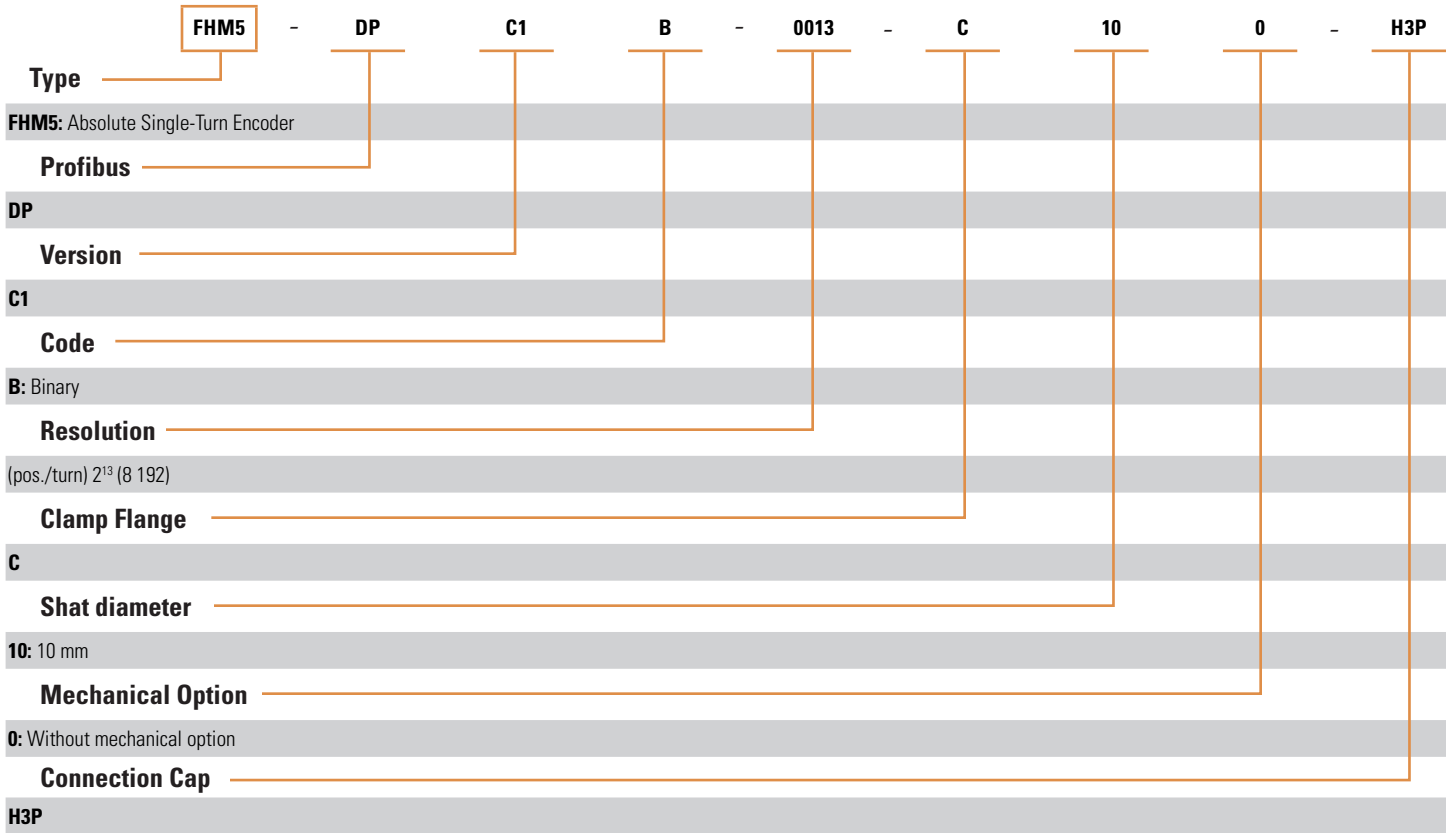 FHM5 - DP C1 B - 0013 - C 10 0 - H3P
Type
FHM5: Absolute Single-Turn Encoder
Profibus
DP
Version
C1
Code
B: Binary
Resolution
(pos./turn) 2¹³ (8 192)
Clamp Flange
C
Shat diameter
10: 10 mm
Mechanical Option
0: Without mechanical option
Connection Cap
H3P